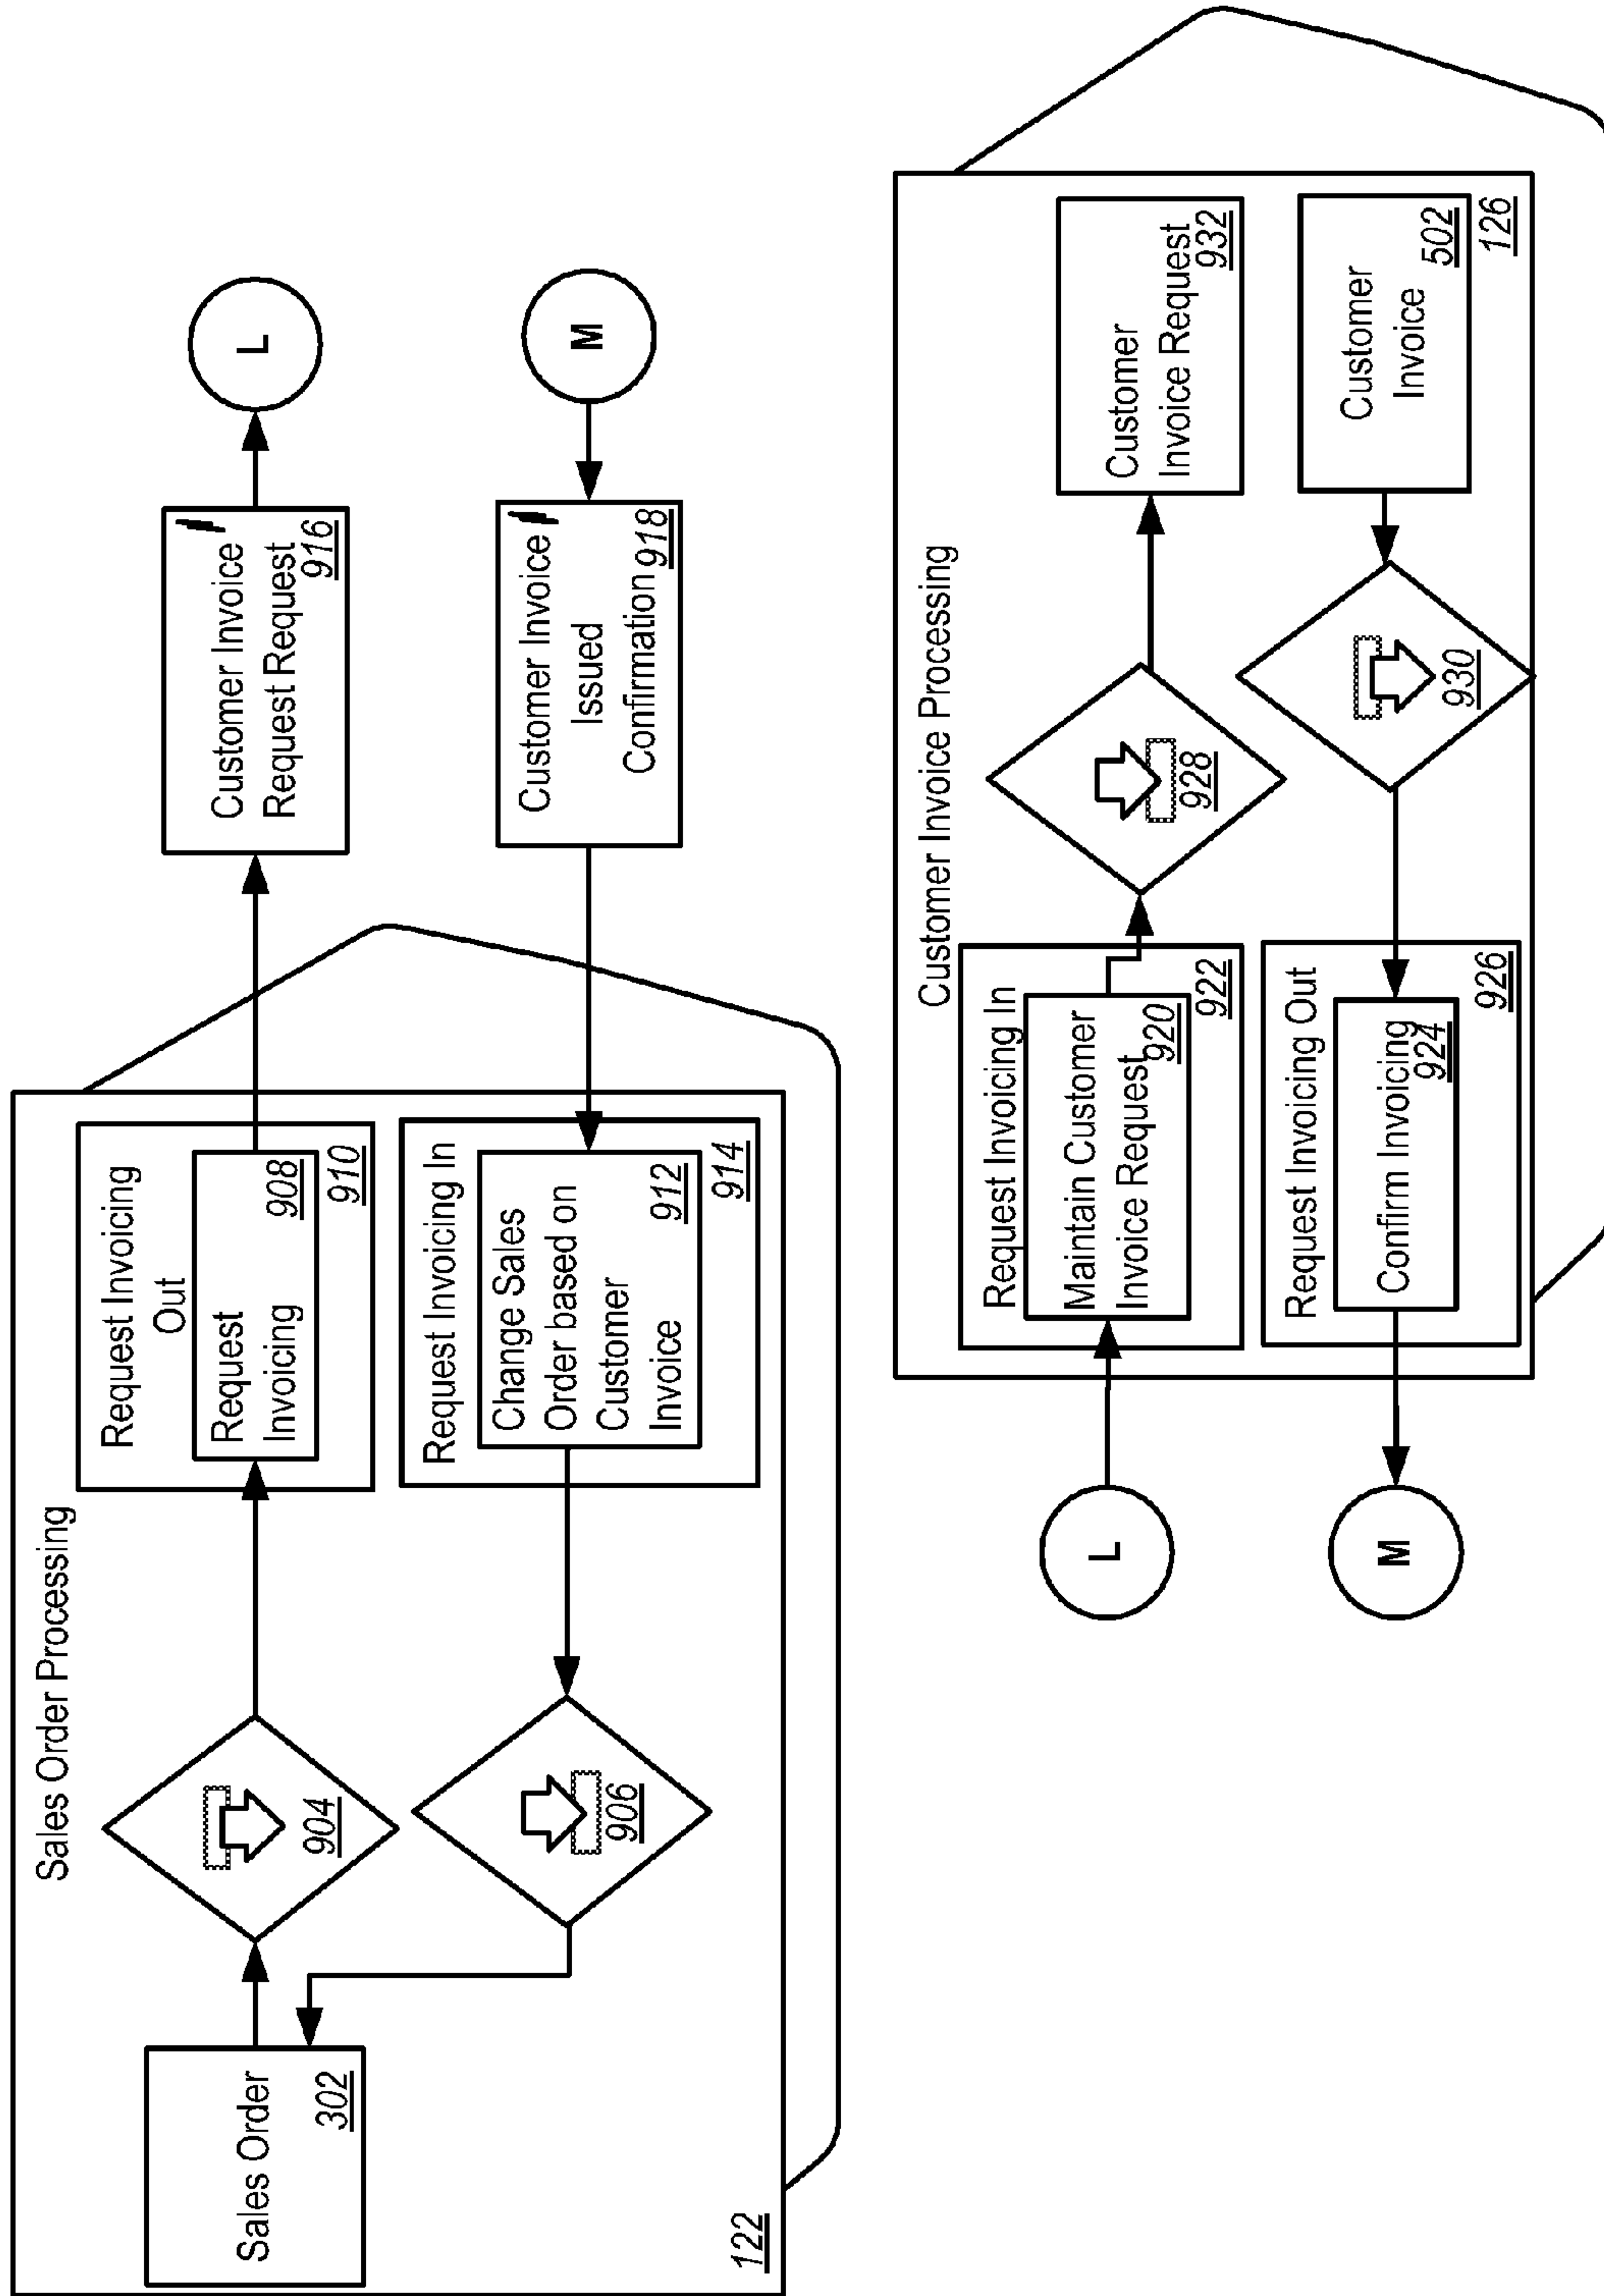 Sales Order Processing
Sales Order
302
904
Request Invoicing
Out
Request
Invoicing
908
910
Customer Invoice
Request Request
916
L
906
Request Invoicing In
Change Sales
Order based on
Customer
Invoice
912
914
Customer Invoice
Issued
Confirmation
918
M
122
Customer Invoice Processing
L
Request Invoicing In
Maintain Customer
Invoice Request
920
922
928
Customer
Invoice Request
932
M
Request Invoicing Out
Confirm Invoicing
924
926
930
Customer
Invoice
502
126